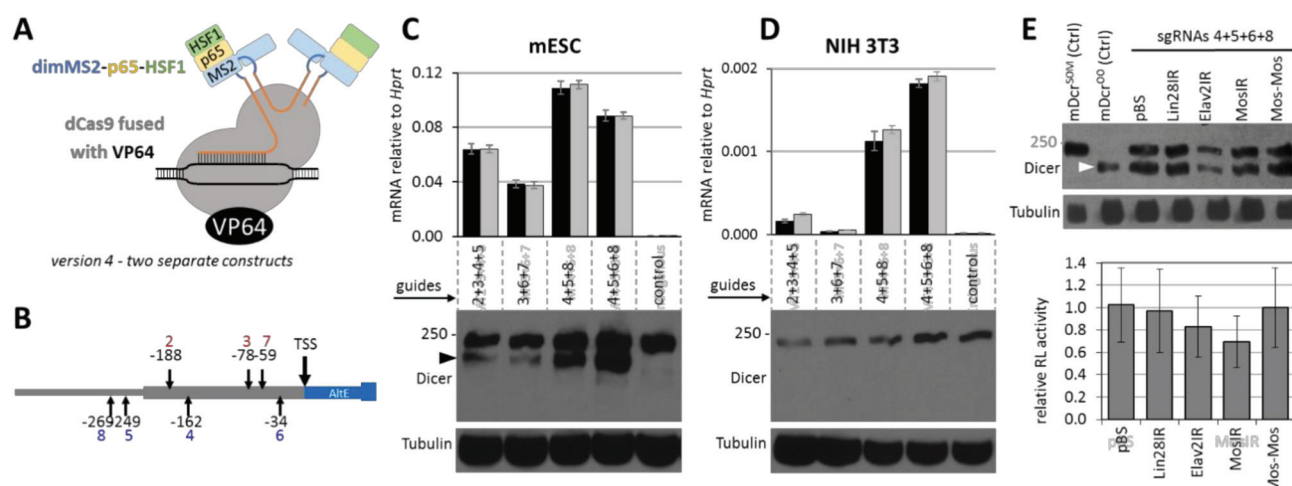 A
HSF1
p65
MS2
dimMS2-p65-HSF1
dCas9 fused
with VP64
VP64
version 4 - two separate constructs
B
2
3 7
-188
-78-59
TSS
AltE
-269
249
-162
-34
8
5
4
6
C
mESC
mRNA relative to Hprt
0.12
0.08
0.04
0.00
guides
2+3+4+5
3+6+7
4+5+8
4+5+6+8
control
250 -
Dicer
Tubulin
D
NIH 3T3
mRNA relative to Hprt
0.002
0.001
0.000
guides
2+3+4+5
3+6+7
4+5+8
4+5+6+8
control
250 -
Dicer
Tubulin
E
mDcrSOM (Ctrl)
mDcrOO (Ctrl)
sgRNAs 4+5+6+8
pBS
Lin28IR
Elav2IR
MosIR
Mos-Mos
250
Dicer
Tubulin
relative RL activity
1.4
1.2
1.0
0.8
0.6
0.4
0.2
0.0
pBS
Lin28IR
Elav2IR
MosIR
Mos-Mos